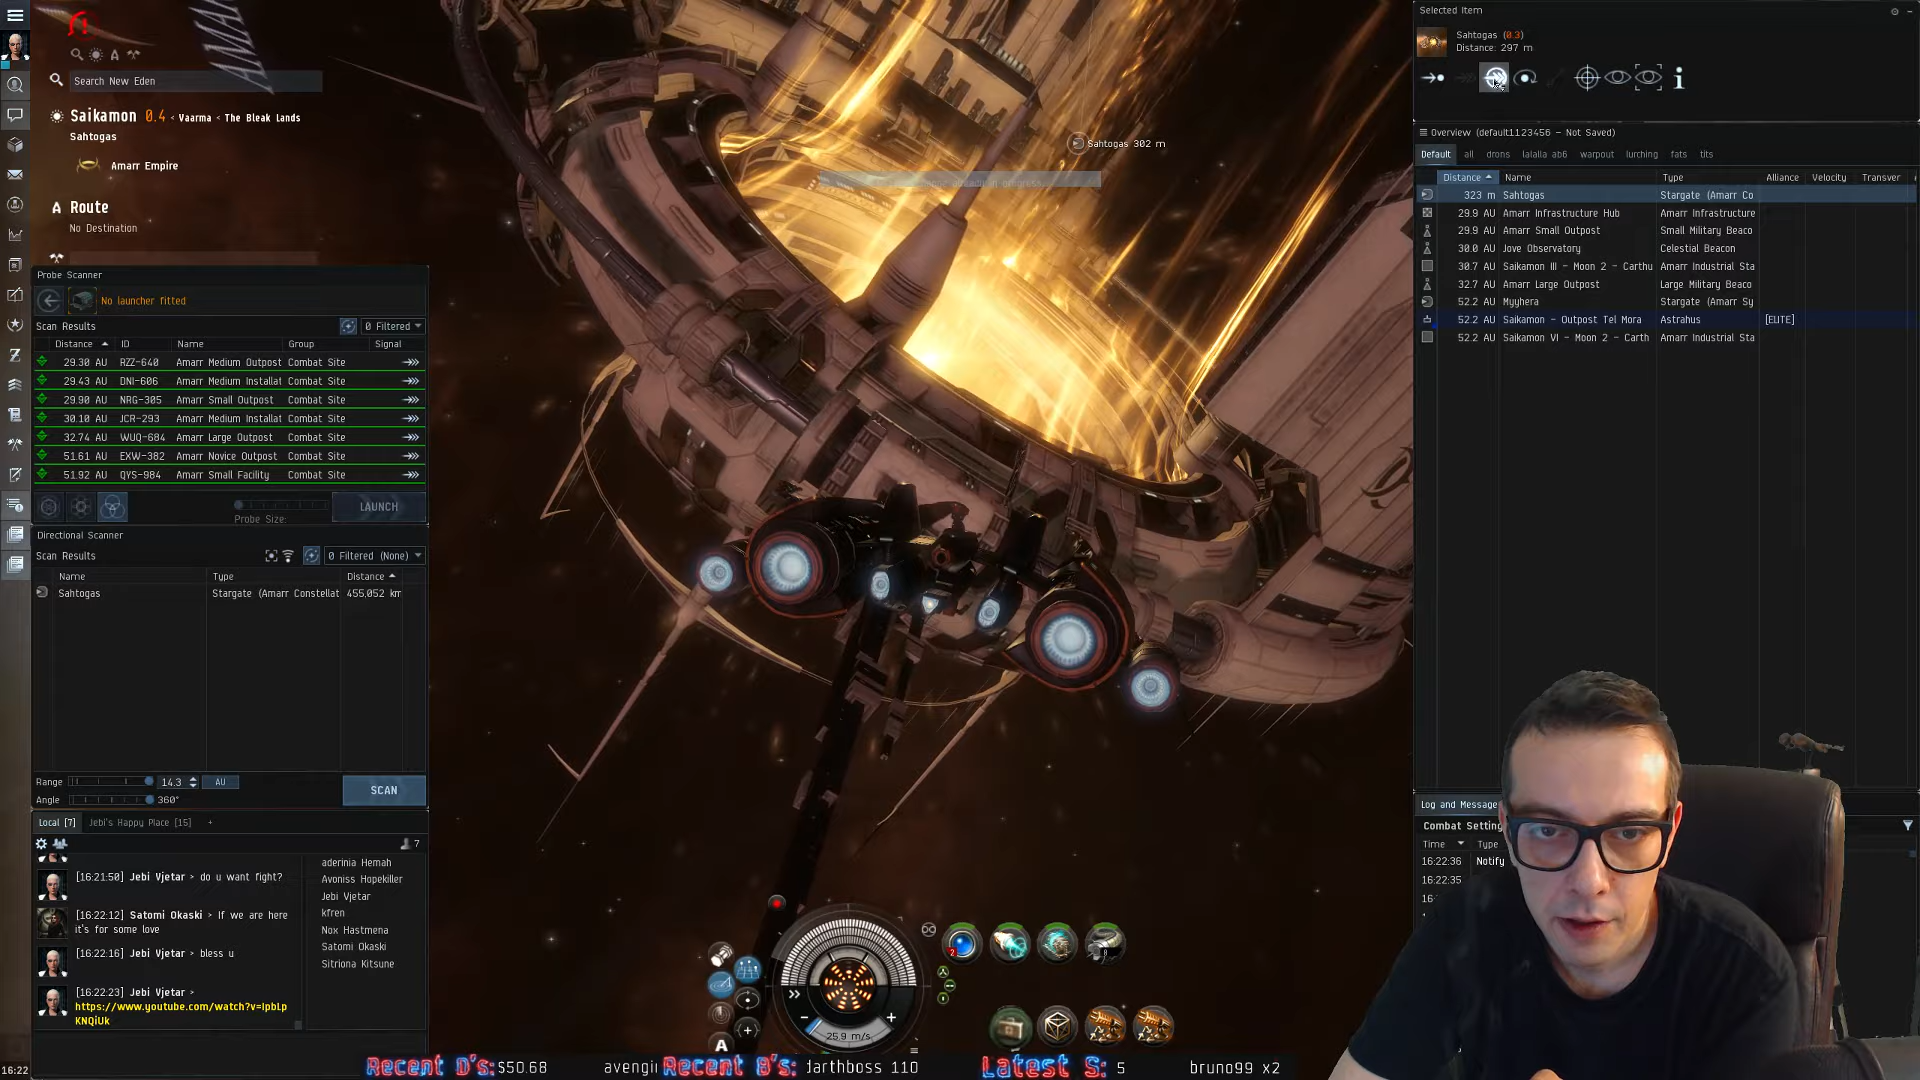 Search New Eden
Saikamon 0.4 < Vaarma < The Bleak Lands
Sahtogas
Amarr Empire
A Route
No Destination
Probe Scanner
No launcher fitted
Scan Results
0 Filtered
Distance ID Name Group Signal
29.30 AU RZZ-640 Amarr Medium Outpost Combat Site
29.43 AU DNI-606 Amarr Medium Installat Combat Site
29.90 AU NRG-305 Amarr Small Outpost Combat Site
30.10 AU JCR-293 Amarr Medium Installat Combat Site
32.74 AU WUQ-684 Amarr Large Outpost Combat Site
51.61 AU EXW-382 Amarr Novice Outpost Combat Site
51.92 AU QYS-984 Amarr Small Facility Combat Site
Probe Size:
LAUNCH
Directional Scanner
Scan Results
0 Filtered (None)
Name Type Distance
Sahtogas Stargate (Amarr Constellat 455.052 km
Range 14.3 AU
Angle 360°
SCAN
Local [7] Jebi's Happy Place [15] +
7
[16:21:50] Jebi Vjetar > do u want fight?
[16:22:12] Satomi Okaski > If we are here
it's for some love
[16:22:16] Jebi Vjetar > bless u
[16:22:23] Jebi Vjetar >
https://www.youtube.com/watch?v=IpbLp
KNQiUk
aderinia Hemah
Avoniss Hopekiller
Jebi Vjetar
kfren
Nox Hastmena
Satomi Okaski
Sitriona Kitsune
16:22
Sahtogas 302 m
25.9 m/s
A
2
8
Recent D's: $50.68
avengi
Recent B's: darthboss 110
Latest S: 5
bruno99 x2
Selected Item
Sahtogas (0.3)
Distance: 297 m
Overview (default1123456 - Not Saved)
Default all drons lalalia ab6 warpout lurching fats tits
Distance Name Type Alliance Velocity Transver
323 m Sahtogas Stargate (Amarr Co
29.9 AU Amarr Infrastructure Hub Amarr Infrastructure
29.9 AU Amarr Small Outpost Small Military Beaco
30.0 AU Jove Observatory Celestial Beacon
30.7 AU Saikamon III - Moon 2 - Carthu Amarr Industrial Sta
32.7 AU Amarr Large Outpost Large Military Beaco
52.2 AU Myyhera Stargate (Amarr Sy
52.2 AU Saikamon - Outpost Tel Mora Astrahus [ELITE]
52.2 AU Saikamon VI - Moon 2 - Carth Amarr Industrial Sta
Log and Message
Combat Setting
Time Type
16:22:36 Notify
16:22:35